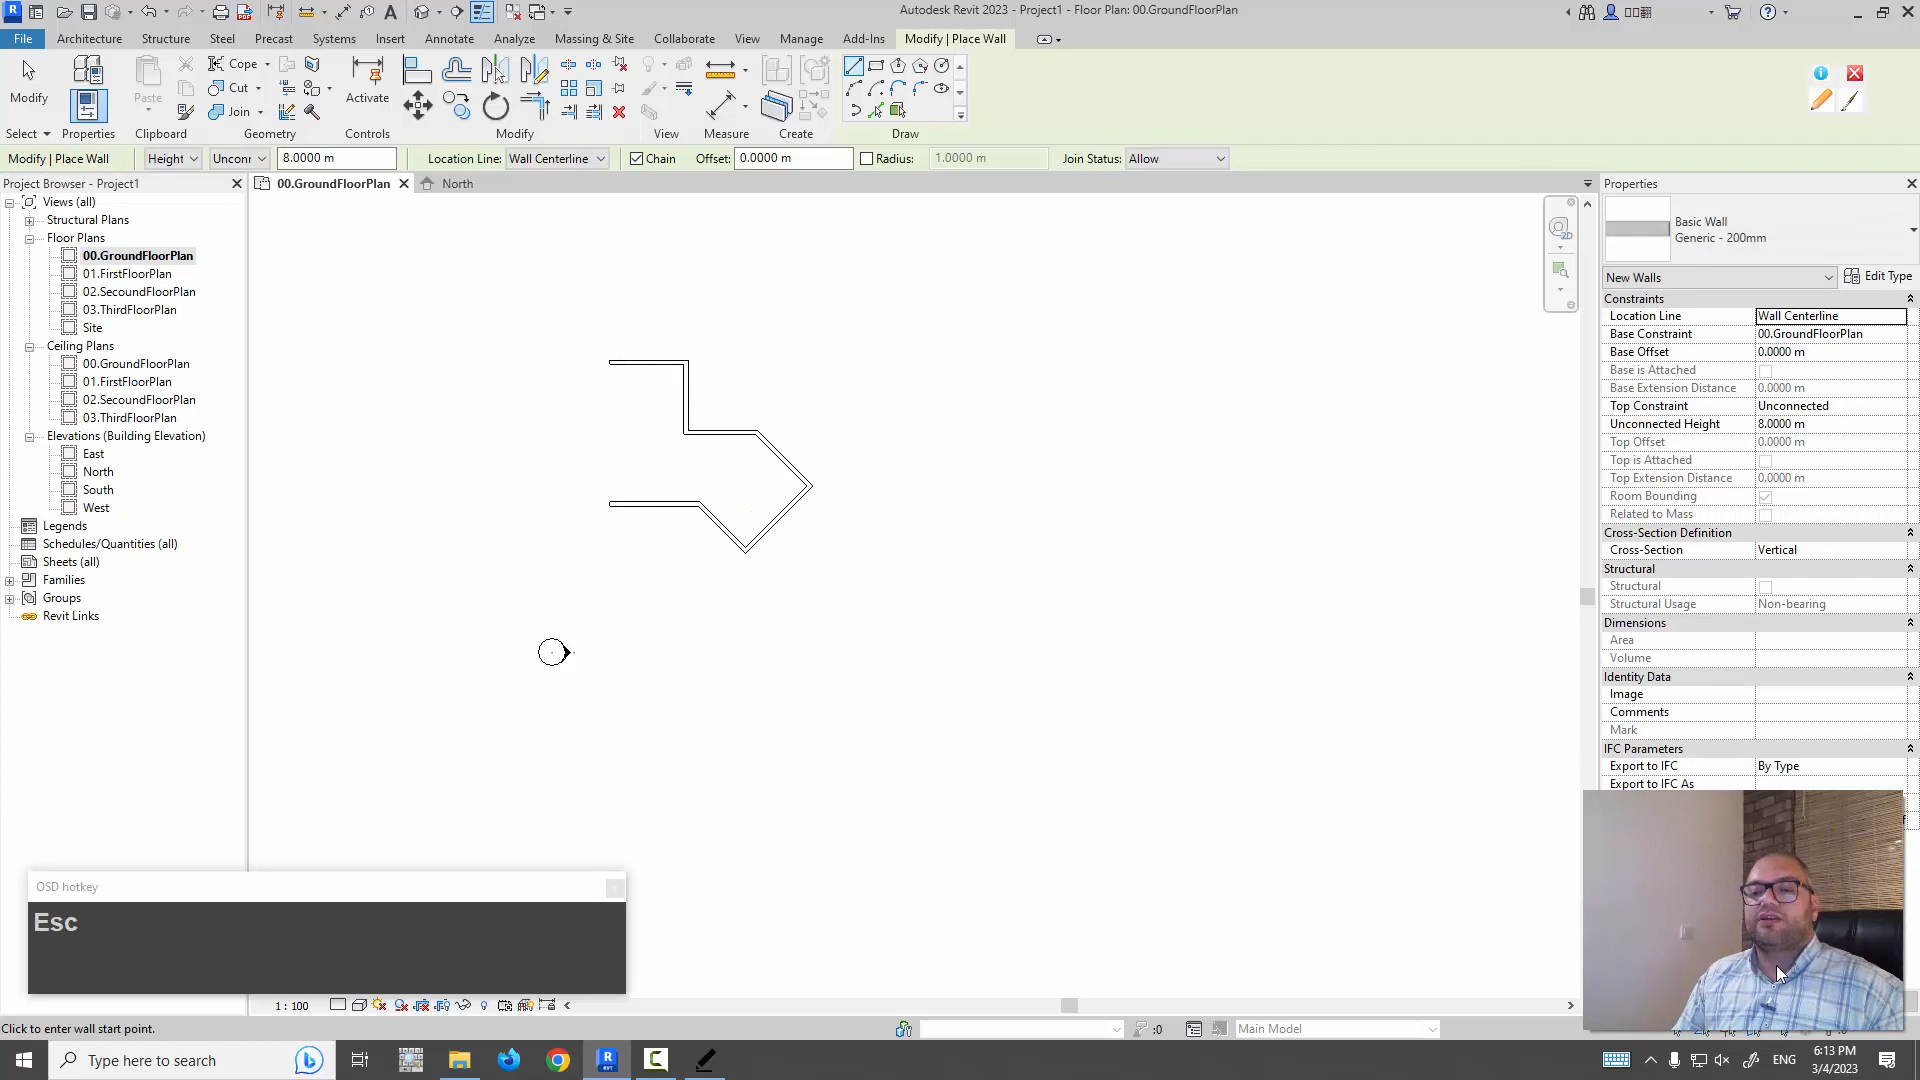 Autodesk Revit 2023 - Project1 - Floor Plan: 00.GroundFloorPlan
File Architecture Structure Steel Precast Systems Insert Annotate Analyze Massing & Site Collaborate View Manage Add-Ins Modify | Place Wall
Modify
Paste
Cope
Cut
Join
Activate
Select Properties Clipboard Geometry Controls Modify View Measure Create Draw
Modify | Place Wall Height Unconr 8.0000 m Location Line: Wall Centerline Chain Offset: 0.0000 m Radius: 1.0000 m Join Status: Allow
Project Browser - Project1
00.GroundFloorPlan North
Views (all)
Structural Plans
Floor Plans
00.GroundFloorPlan
01.FirstFloorPlan
02.SecoundFloorPlan
03.ThirdFloorPlan
Site
Ceiling Plans
00.GroundFloorPlan
01.FirstFloorPlan
02.SecoundFloorPlan
03.ThirdFloorPlan
Elevations (Building Elevation)
East
North
South
West
Legends
Schedules/Quantities (all)
Sheets (all)
Families
Groups
Revit Links
2D
Properties
Basic Wall
Generic - 200mm
New Walls Edit Type
Constraints
Location Line Wall Centerline
Base Constraint 00.GroundFloorPlan
Base Offset 0.0000 m
Base is Attached
Base Extension Distance 0.0000 m
Top Constraint Unconnected
Unconnected Height 8.0000 m
Top Offset 0.0000 m
Top is Attached
Top Extension Distance 0.0000 m
Room Bounding
Related to Mass
Cross-Section Definition
Cross-Section Vertical
Structural
Structural
Structural Usage Non-bearing
Dimensions
Area
Volume
Identity Data
Image
Comments
Mark
IFC Parameters
Export to IFC By Type
Export to IFC As
OSD hotkey
Esc
1 : 100
Click to enter wall start point.
:0
Main Model
Type here to search
ENG
6:13 PM
3/4/2023